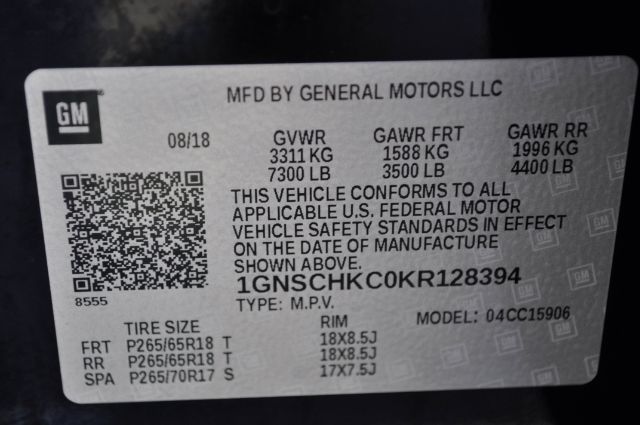 MFD BY GENERAL MOTORS LLC
GM
08/18 GVWR GAWR FRT GAWR RR
3311 KG 1588 KG 1996 KG
7300 LB 3500 LB 4400 LB
THIS VEHICLE CONFORMS TO ALL
APPLICABLE U.S. FEDERAL MOTOR
VEHICLE SAFETY STANDARDS IN EFFECT
ON THE DATE OF MANUFACTURE
SHOWN ABOVE.
1GNSCHKC0KR128394
8555
TYPE: M.P.V.
MODEL: 04CC15906
TIRE SIZE RIM
FRT P265/65R18 T 18X8.5J
RR P265/65R18 T 18X8.5J
SPA P265/70R17 S 17X7.5J